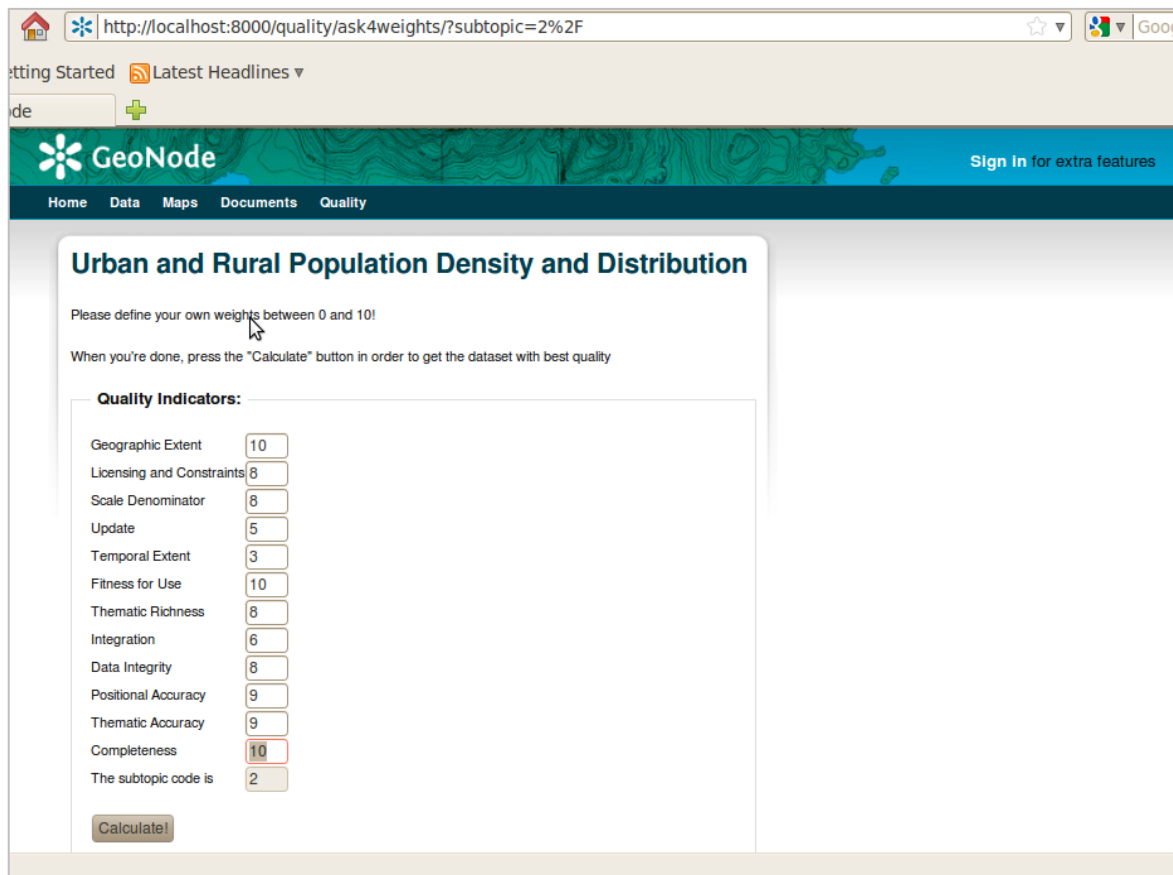 http://localhost:8000/quality/ask4weights/?subtopic=2%2F
Goo
etting Started Latest Headlines
de
GeoNode
Sign in for extra features
Home Data Maps Documents Quality
Urban and Rural Population Density and Distribution
Please define your own weights between 0 and 10!
When you're done, press the "Calculate" button in order to get the dataset with best quality
Quality Indicators:
Geographic Extent 10
Licensing and Constraints 8
Scale Denominator 8
Update 5
Temporal Extent 3
Fitness for Use 10
Thematic Richness 8
Integration 6
Data Integrity 8
Positional Accuracy 9
Thematic Accuracy 9
Completeness 10
The subtopic code is 2
Calculate!